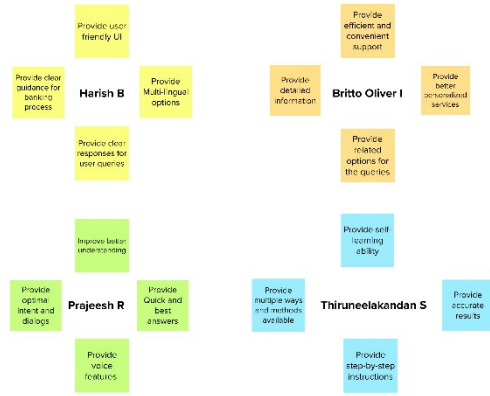 Provide user
friendly UI
Provide clear
guidance for
banking
process
Harish B
Provide
Multi-lingual
options
Provide clear
responses for
user queries
Provide
efficient and
convenient
support
Provide
detailed
information
Britto Oliver I
Provide
better
personalized
services
Provide
related
options for
the queries
Improve better
understanding
Provide
optimal
Intent and
dialogs
Prajeesh R
Provide
Quick and
best
answers
Provide
voice
features
Provide self-
learning
ability
Provide
multiple ways
and methods
available
Thiruneelakandan S
Provide
accurate
results
Provide
step-by-step
instructions